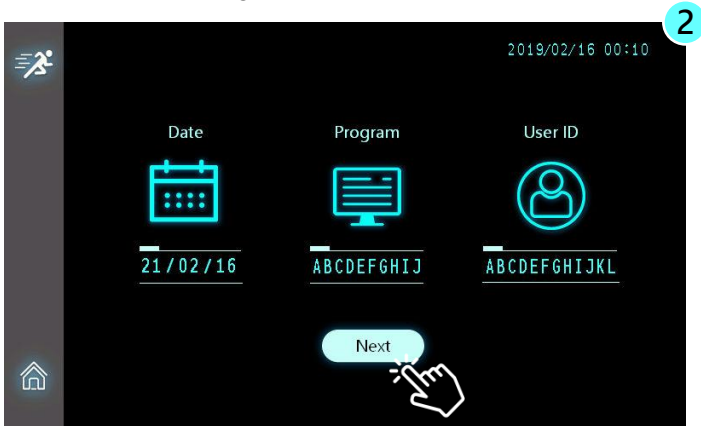 2
2019/02/16 00:10
Date Program User ID
21/02/16 ABCDEFGHIJ ABCDEFGHIJKL
Next